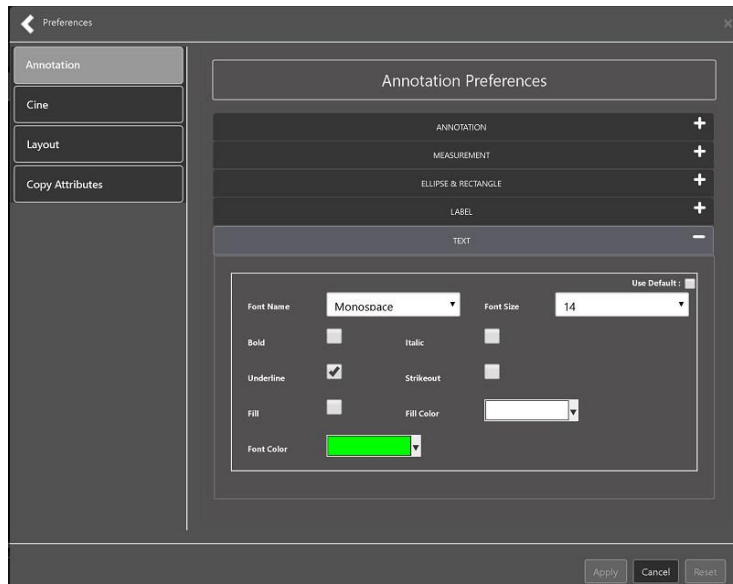 Preferences
Annotation
Cine
Layout
Copy Attributes
Annotation Preferences
ANNOTATION
MEASUREMENT
ELLIPSE & RECTANGLE
LABEL
TEXT
Use Default :
Font Name Monospace Font Size 14
Bold Italic
Underline Strikeout
Fill Fill Color
Font Color
Apply Cancel Reset